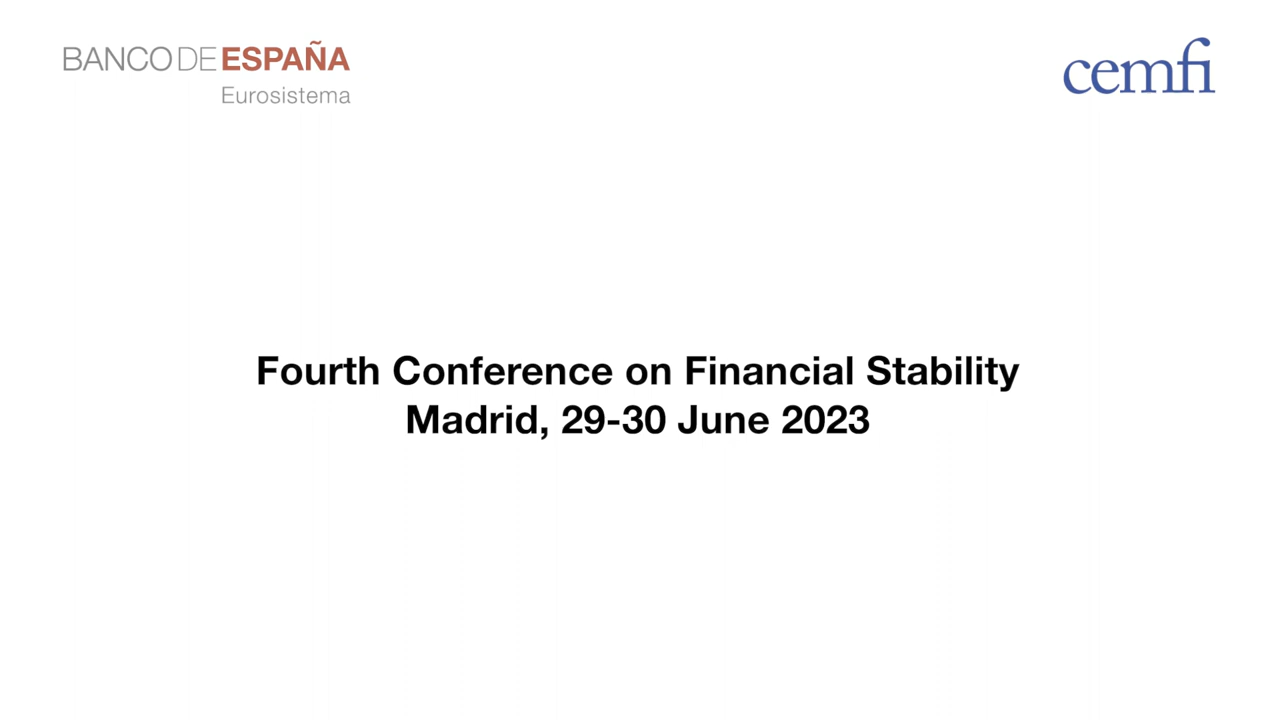 BANCO DE ESPAÑA
Eurosistema
cemfi
Fourth Conference on Financial Stability
Madrid, 29-30 June 2023